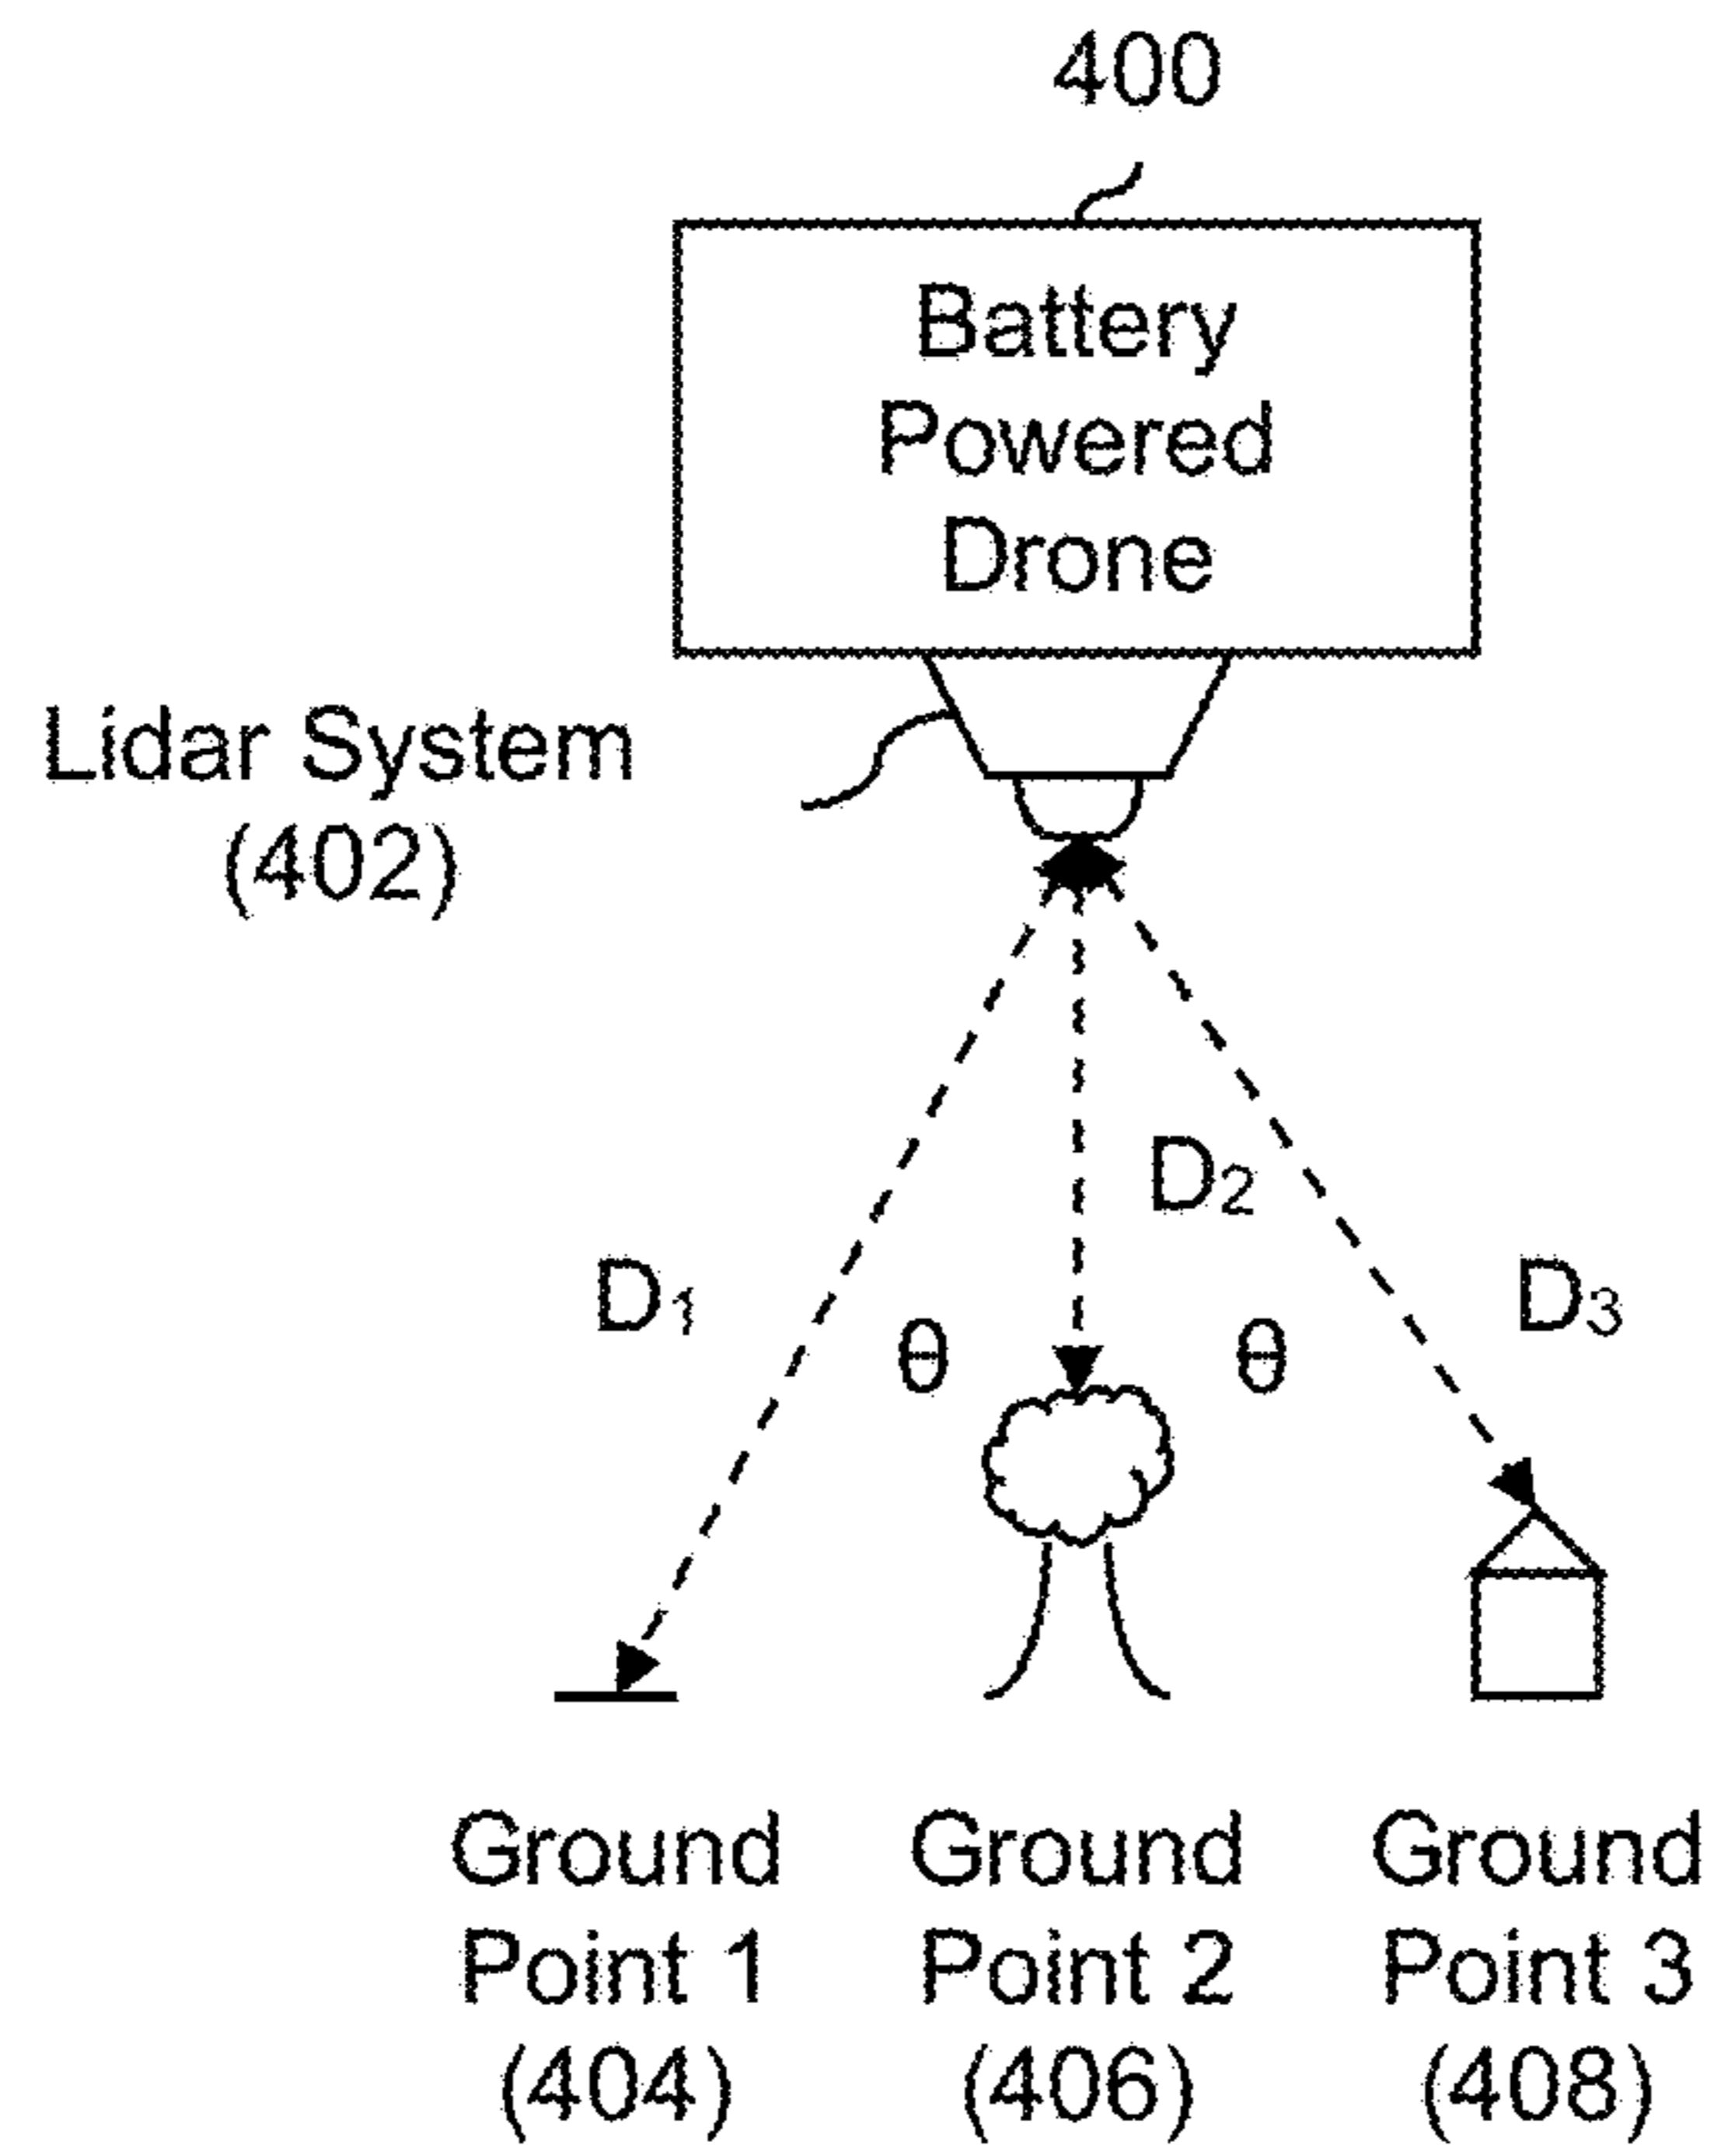 400
Battery
Powered
Drone
Lidar System
(402)
D2
D1
D3
θ θ
Ground Ground Ground
Point 1 Point 2 Point 3
(404) (406) (408)